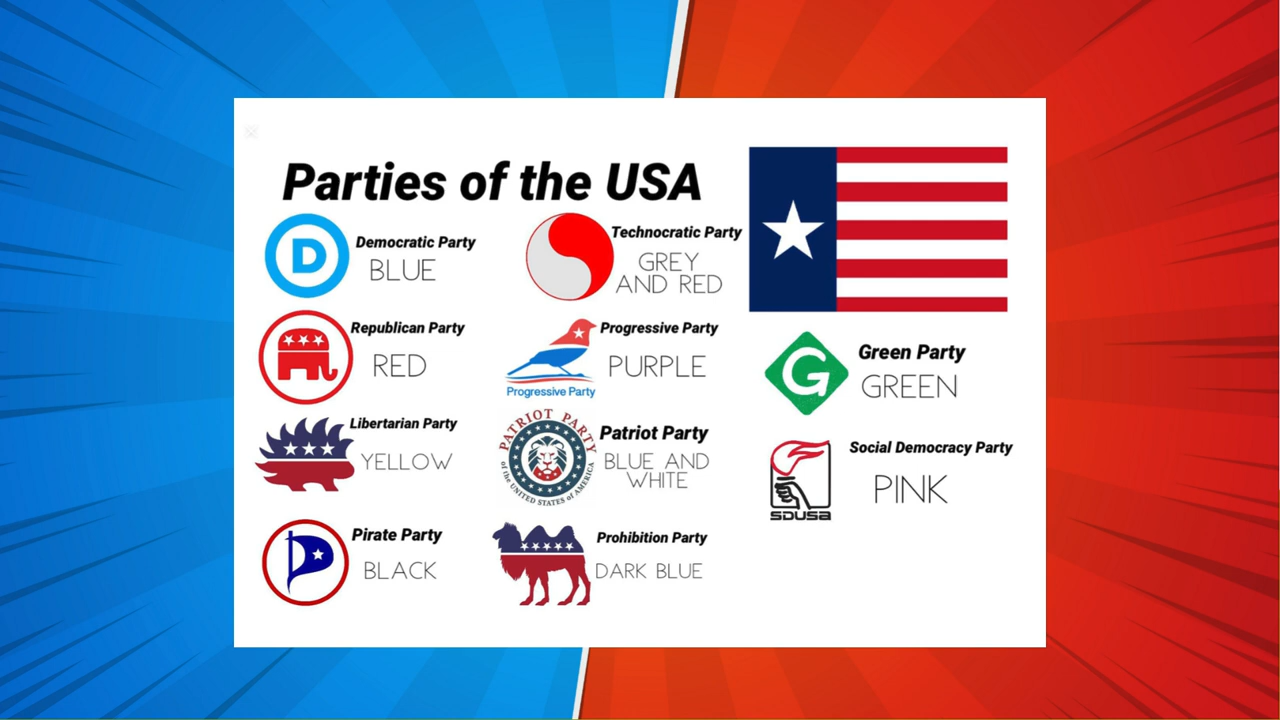 Parties of the USA
D
Democratic Party
BLUE
Republican Party
RED
Libertarian Party
YELLOW
Pirate Party
BLACK
Technocratic Party
GREY
AND RED
Progressive Party
PURPLE
Progressive Party
PATRIOT PARTY
of the UNITED STATES of AMERICA
Patriot Party
BLUE AND
WHITE
Prohibition Party
DARK BLUE
G
Green Party
GREEN
Social Democracy Party
PINK
SDUSA